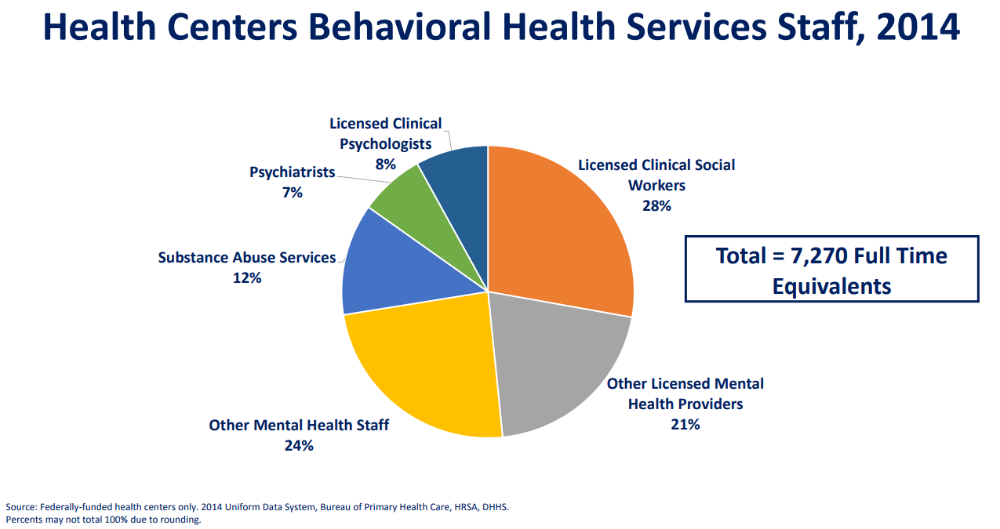 Health Centers Behavioral Health Services Staff, 2014
Licensed Clinical
Psychologists
8%
Psychiatrists
7%
Licensed Clinical Social
Workers
28%
Substance Abuse Services
12%
Total = 7,270 Full Time
Equivalents
Other Licensed Mental
Health Providers
21%
Other Mental Health Staff
24%
Source: Federally-funded health centers only. 2014 Uniform Data System, Bureau of Primary Health Care, HRSA, DHHS.
Percents may not total 100% due to rounding.